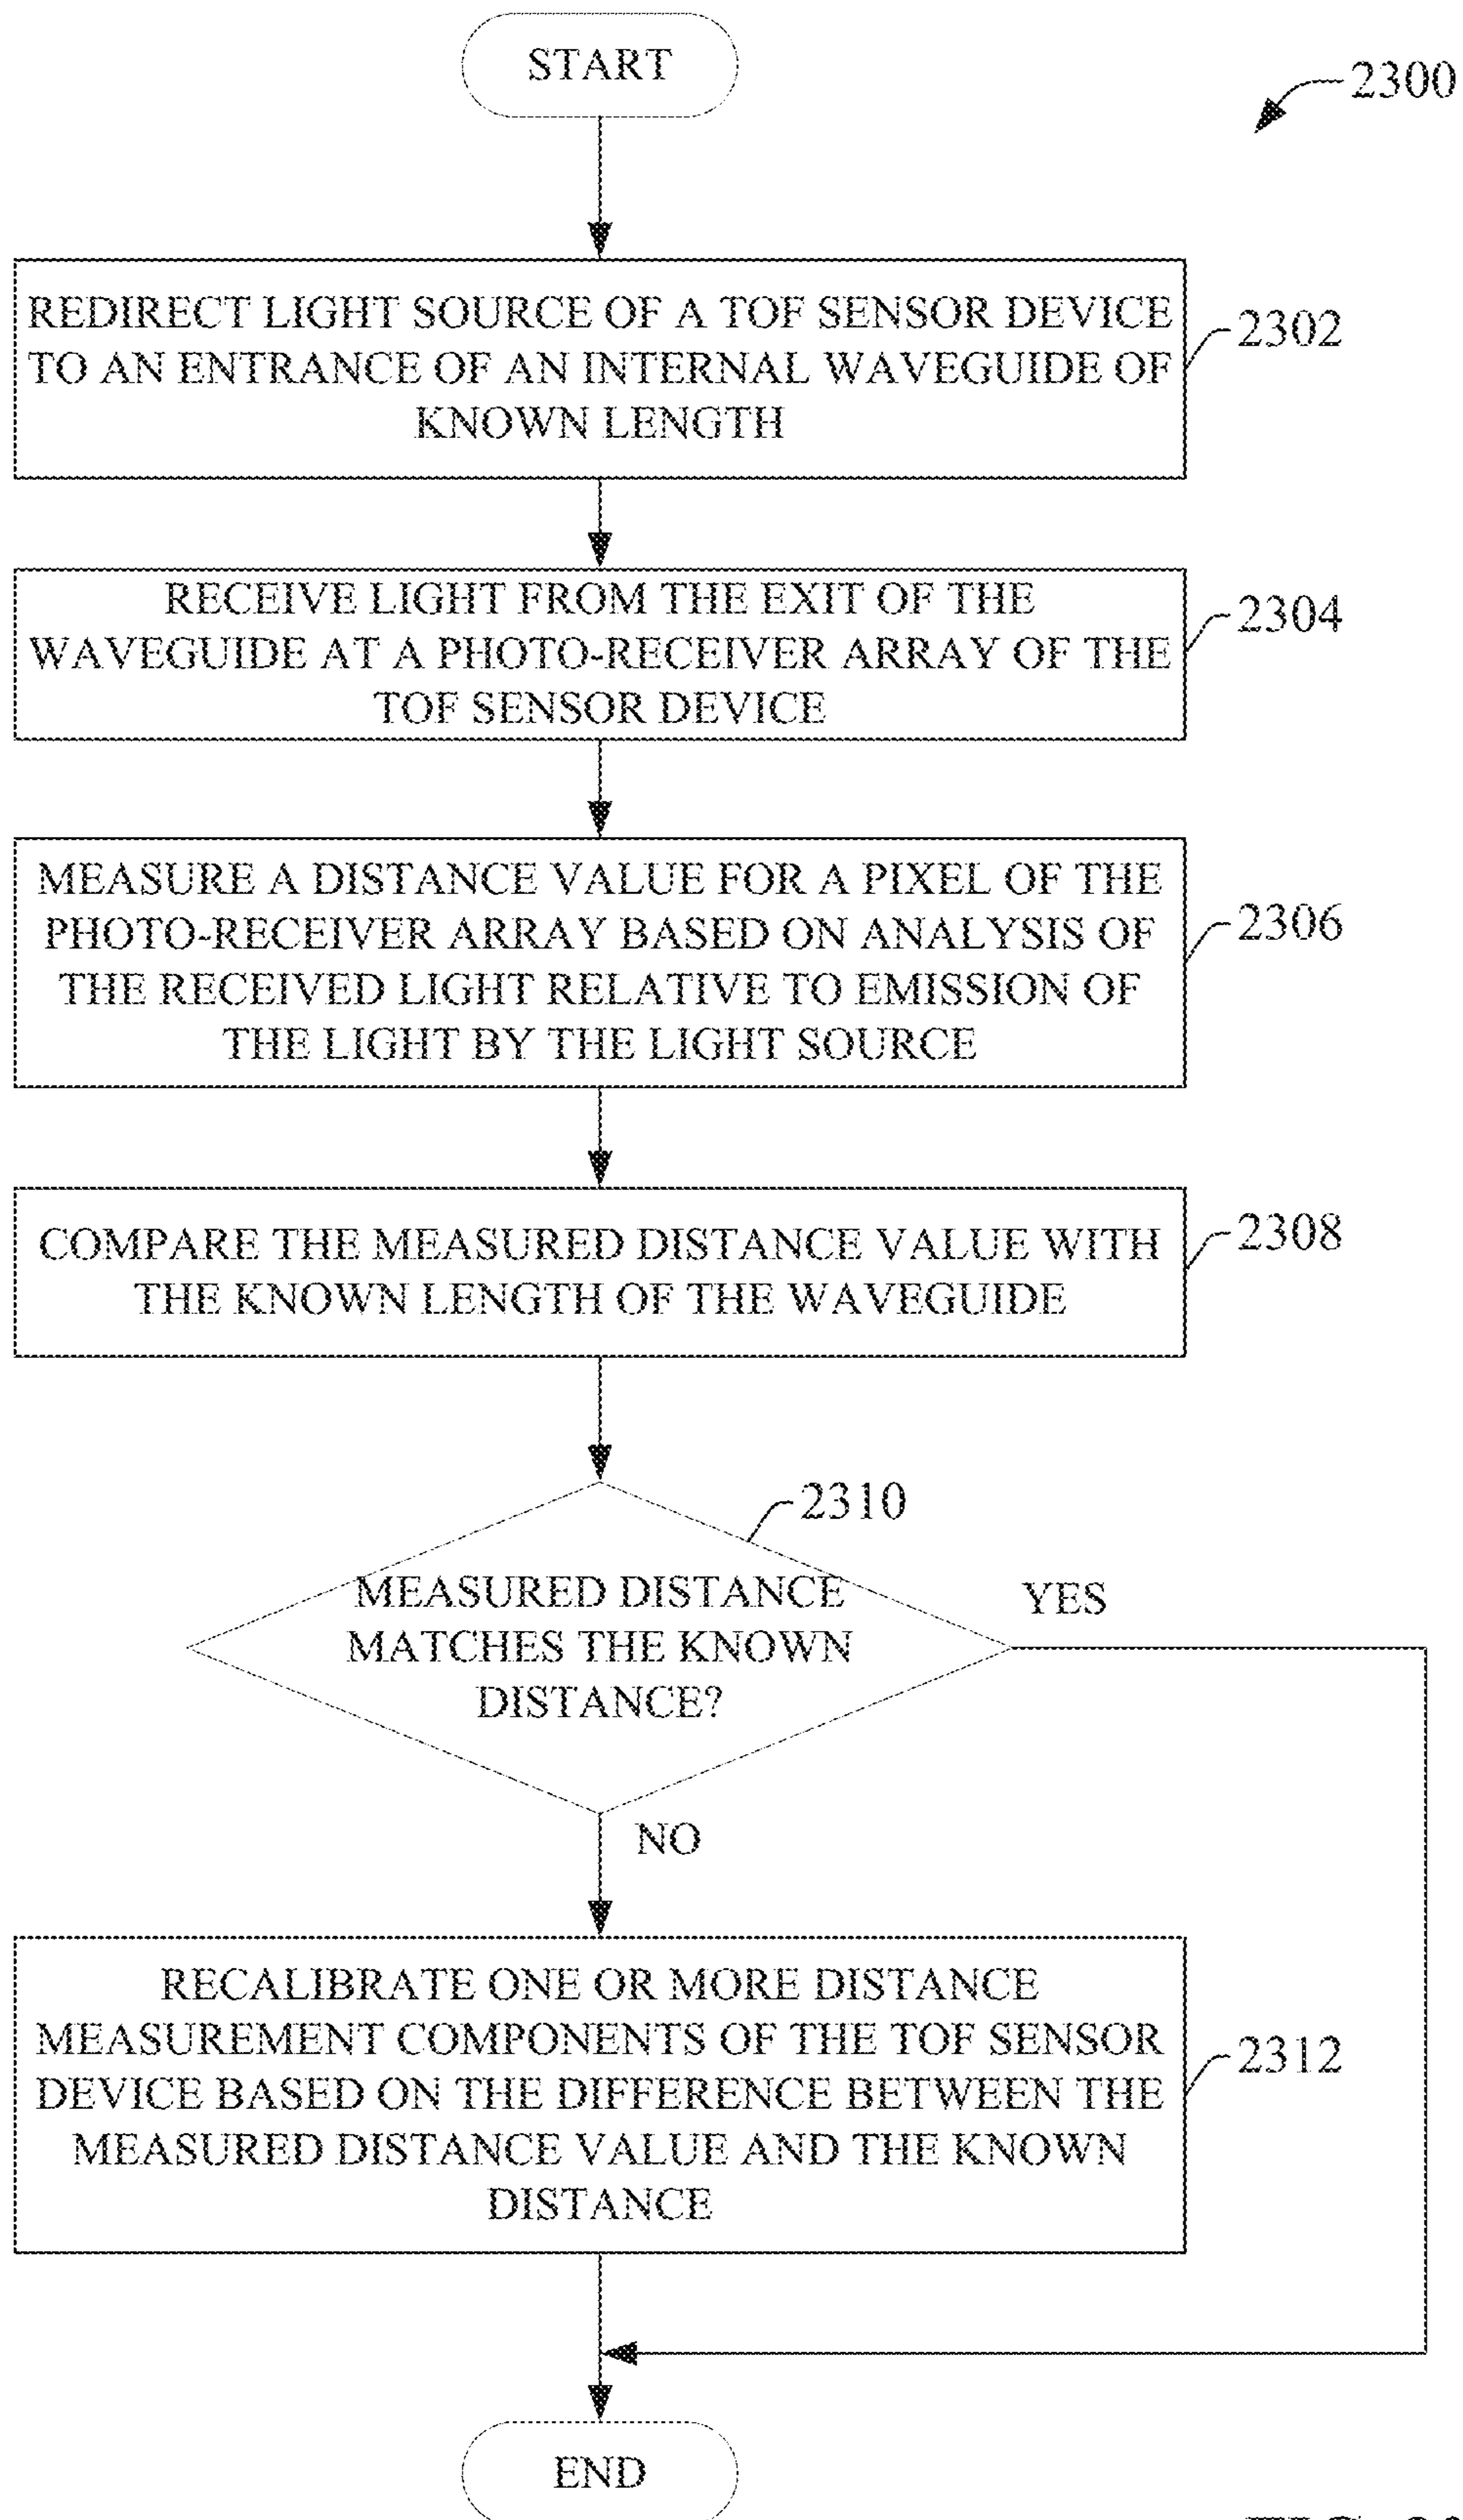 START
2300
REDIRECT LIGHT SOURCE OF A TOF SENSOR DEVICE
TO AN ENTRANCE OF AN INTERNAL WAVEGUIDE OF
KNOWN LENGTH
2302
RECEIVE LIGHT FROM THE EXIT OF THE
WAVEGUIDE AT A PHOTO-RECEIVER ARRAY OF THE
TOF SENSOR DEVICE
2304
MEASURE A DISTANCE VALUE FOR A PIXEL OF THE
PHOTO-RECEIVER ARRAY BASED ON ANALYSIS OF
THE RECEIVED LIGHT RELATIVE TO EMISSION OF
THE LIGHT BY THE LIGHT SOURCE
2306
COMPARE THE MEASURED DISTANCE VALUE WITH
THE KNOWN LENGTH OF THE WAVEGUIDE
2308
2310
MEASURED DISTANCE
MATCHES THE KNOWN
DISTANCE?
YES
NO
RECALIBRATE ONE OR MORE DISTANCE
MEASUREMENT COMPONENTS OF THE TOF SENSOR
DEVICE BASED ON THE DIFFERENCE BETWEEN THE
MEASURED DISTANCE VALUE AND THE KNOWN
DISTANCE
2312
END